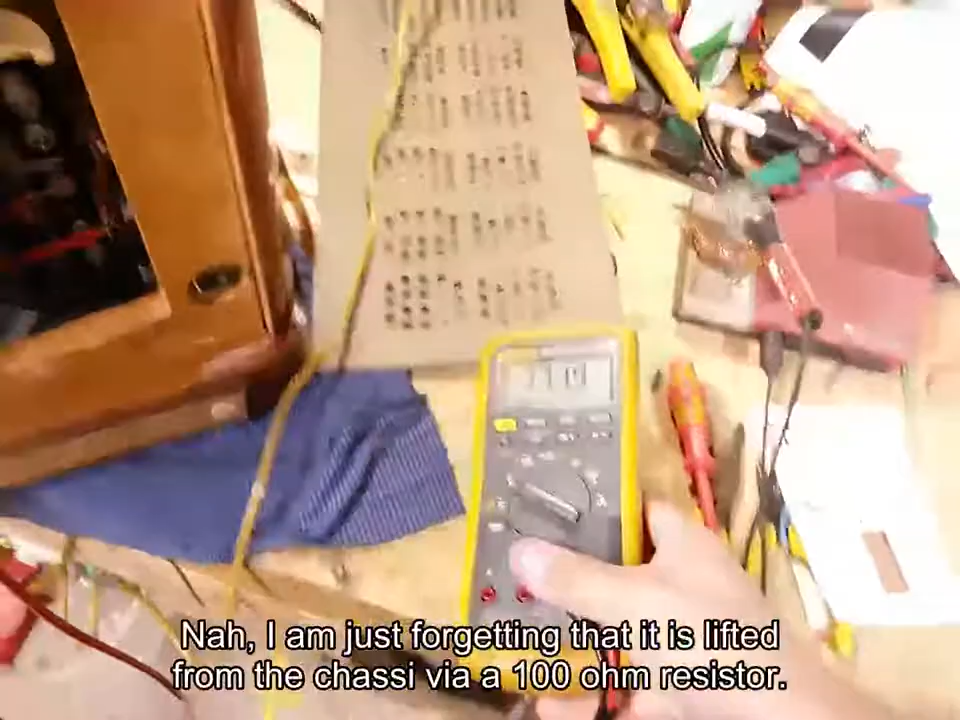 Nah, I am just forgetting that it is lifted
from the chassi via a 100 ohm resistor.